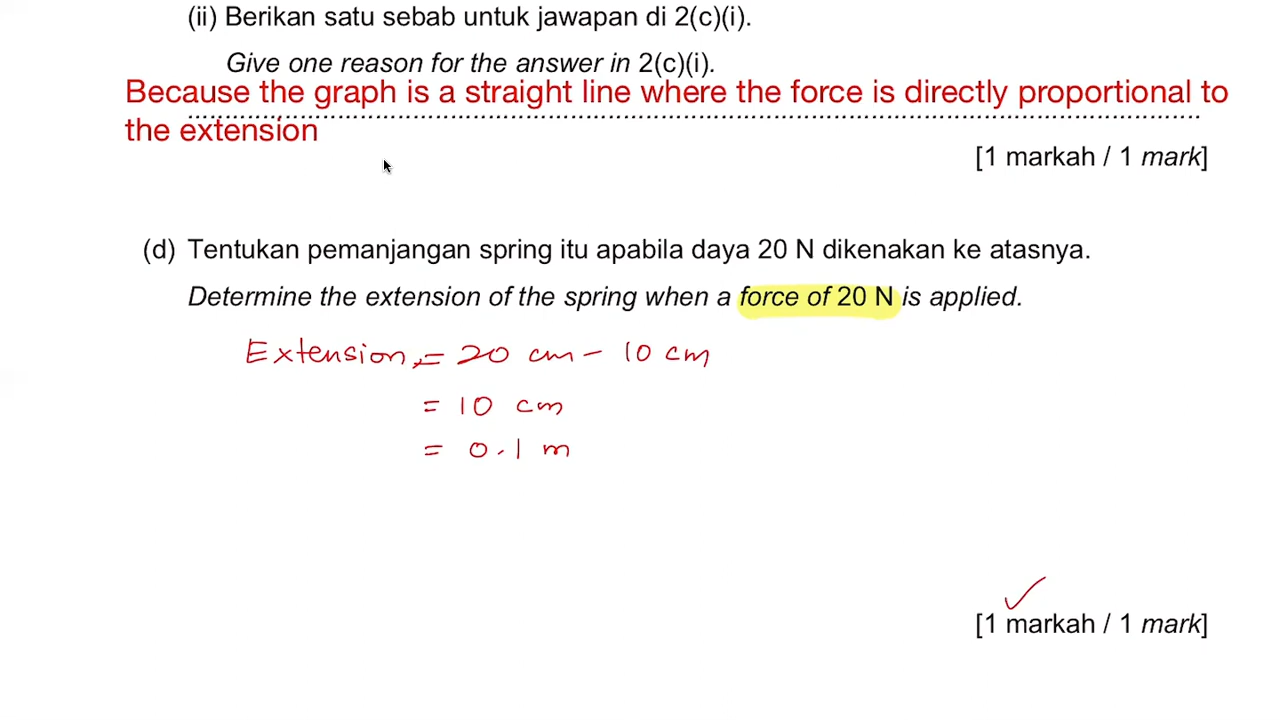 (ii) Berikan satu sebab untuk jawapan di 2(c)(i).
Give one reason for the answer in 2(c)(i).
Because the graph is a straight line where the force is directly proportional to
the extension
[1 markah / 1 mark]
(d) Tentukan pemanjangan spring itu apabila daya 20 N dikenakan ke atasnya.
Determine the extension of the spring when a force of 20 N is applied.
Extension = 20 cm - 10 cm
= 10 cm
= 0.1 m
[1 markah / 1 mark]